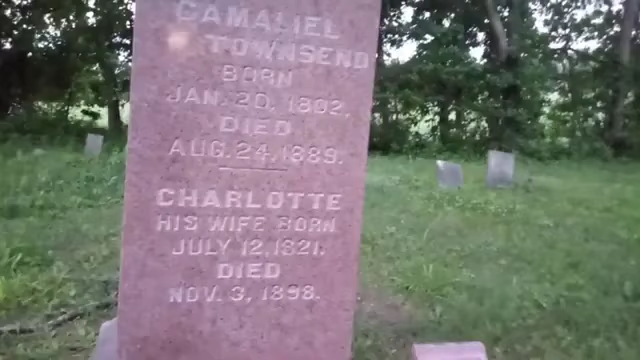 GAMALIEL
TOWNSEND
BORN
JAN. 20. 1802.
DIED
AUG. 24. 1889.
CHARLOTTE
HIS WIFE BORN
JULY 12, 1821.
DIED
NOV. 3, 1898.